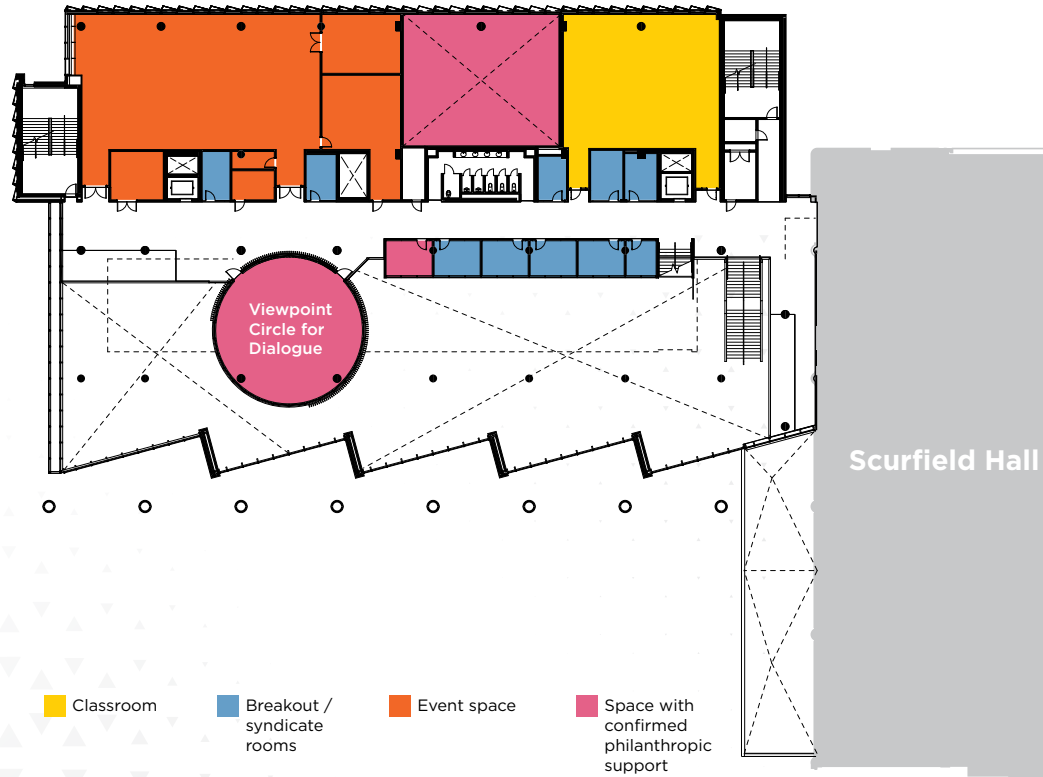 Viewpoint
Circle for
Dialogue
Scurfield Hall
Classroom
Breakout /
syndicate
rooms
Event space
Space with
confirmed
philanthropic
support